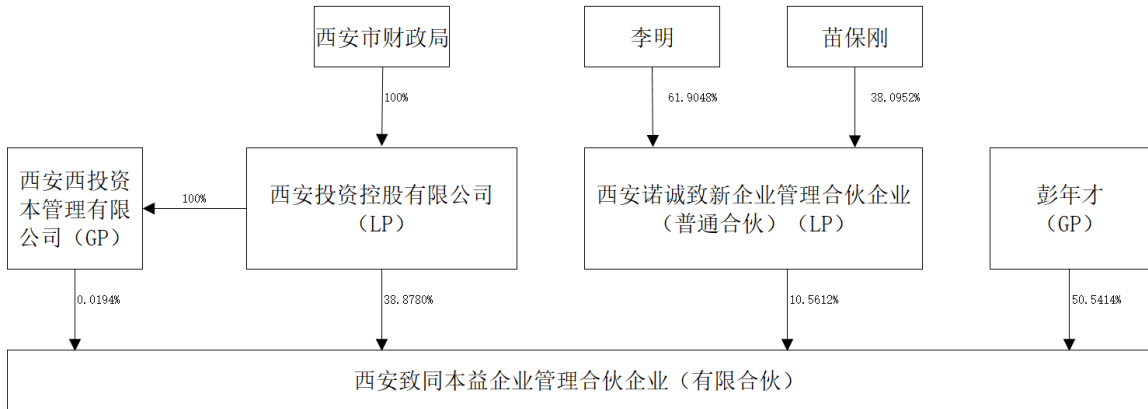 西安市财政局
李明
苗保刚
100%
61.9048%
38.0952%
西安西投资
本管理有限
公司（GP）
100%
西安投资控股有限公司
（LP）
西安诺诚致新企业管理合伙企业
（普通合伙）（LP）
彭年才
（GP）
0.0194%
38.8780%
10.5612%
50.5414%
西安致同本益企业管理合伙企业（有限合伙）